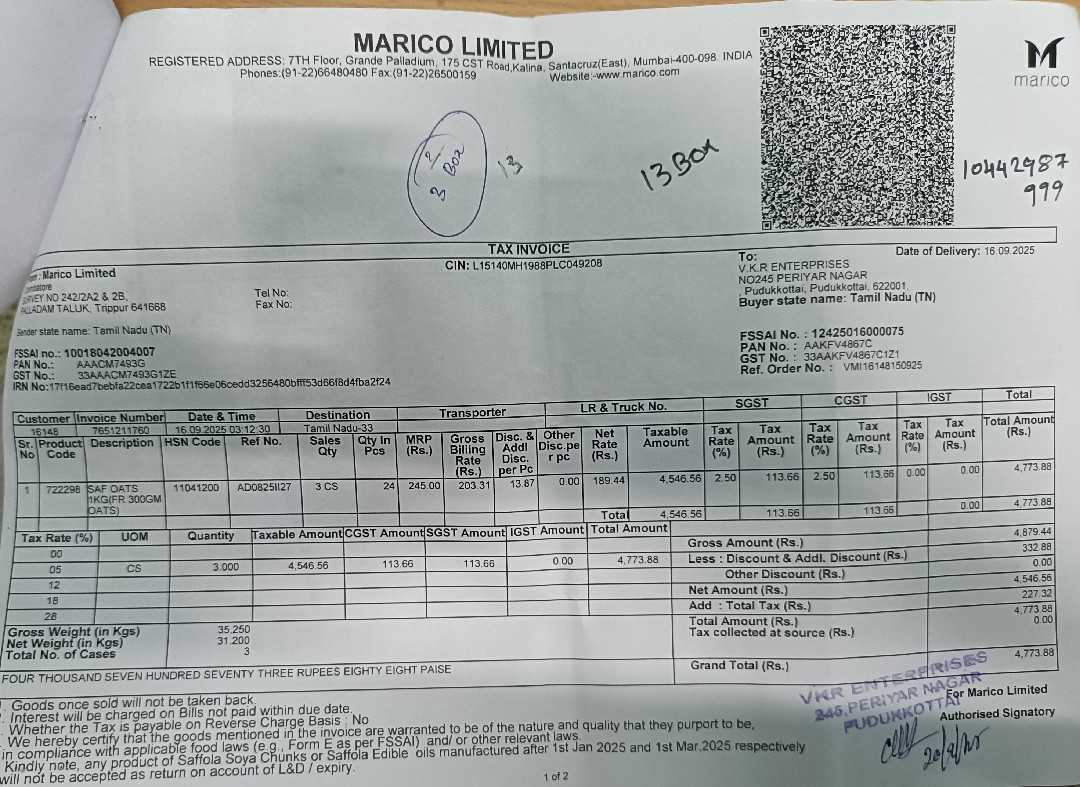 MARICO LIMITED
REGISTERED ADDRESS: 7TH Floor, Grande Palladium, 175 CST Road,Kalina, Santacruz(East), Mumbai-400-098 INDIA
Phones:(91-22)66480480 Fax:(91-22)26500159 Website:-www.marico.com
marico
3 Box
13
13 Box
10442987
999
TAX INVOICE
CIN: L15140MH1988PLC049208
Date of Delivery: 16.09.2025
Marico Limited
SURVEY NO 242/2A2 & 2B,
PALLADAM TALUK, Trippur 641668
Tel No:
Fax No:
Sender state name: Tamil Nadu (TN)
FSSAI no.: 10018042004007
PAN No.: AAACM7493G
GST No.: 33AAACM7493G1ZE
IRN No:17f16ead7bebfa22cea1722b1f1f56e06cedd3256480bfff53d66f8d4fba2f24
To:
V.K.R ENTERPRISES
NO245 PERIYAR NAGAR
, Pudukkottai, Pudukkottai, 622001,
Buyer state name: Tamil Nadu (TN)
FSSAI No. : 12425016000075
PAN No. : AAKFV4867C
GST No. : 33AAKFV4867C1Z1
Ref. Order No. : VMI16148150925
Customer Invoice Number Date & Time Destination Transporter LR & Truck No. SGST CGST IGST Total
16148 7651211760 16.09.2025 03:12:30 Tamil Nadu-33
Sr. No Product Code Description HSN Code Ref No. Sales Qty Qty In Pcs MRP (Rs.) Gross Billing Rate (Rs.) Disc. & Addl Disc. per Pc Other Disc.pe r pc Net Rate (Rs.) Taxable Amount Tax Rate (%) Tax Amount (Rs.) Tax Rate (%) Tax Amount (Rs.) Tax Rate (%) Tax Amount (Rs.) Total Amount (Rs.)
1 722298 SAF OATS 1KG(FR 300GM OATS) 11041200 AD0825II27 3 CS 24 245.00 203.31 13.87 0.00 189.44 4,546.56 2.50 113.66 2.50 113.66 0.00 0.00 4,773.88
Total 4,546.56 113.66 113.66 0.00 4,773.88
Tax Rate (%) UOM Quantity Taxable Amount CGST Amount SGST Amount IGST Amount Total Amount
00
05 CS 3.000 4,546.56 113.66 113.66 0.00 4,773.88
12
18
28
Gross Amount (Rs.) 4,879.44
Less : Discount & Addl. Discount (Rs.) 332.88
Other Discount (Rs.) 0.00
Net Amount (Rs.) 4,546.56
Add : Total Tax (Rs.) 227.32
Total Amount (Rs.) 4,773.88
Tax collected at source (Rs.) 0.00
Grand Total (Rs.) 4,773.88
Gross Weight (in Kgs) 35.250
Net Weight (in Kgs) 31.200
Total No. of Cases 3
FOUR THOUSAND SEVEN HUNDRED SEVENTY THREE RUPEES EIGHTY EIGHT PAISE
. Goods once sold will not be taken back
. Interest will be charged on Bills not paid within due date.
. Whether the Tax is payable on Reverse Charge Basis : No
. We hereby certify that the goods mentioned in the invoice are warranted to be of the nature and quality that they purport to be,
in compliance with applicable food laws (e.g., Form E as per FSSAI) and/ or other relevant laws.
Kindly note, any product of Saffola Soya Chunks or Saffola Edible oils manufactured after 1st Jan 2025 and 1st Mar,2025 respectively
will not be accepted as return on account of L&D / expiry.
VKR ENTERPRISES
245,PERIYAR NAGAR
PUDUKKOTTAI
For Marico Limited
Authorised Signatory
20/9/25
1 of 2